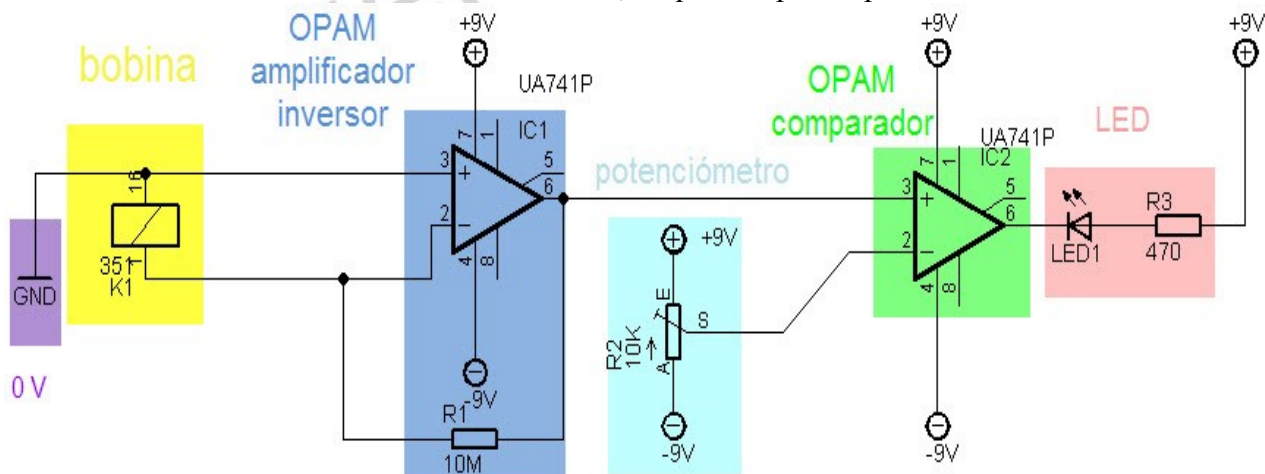 +9V
+9V
+9V
OPAM
amplificador
inversor
bobina
UA741P
IC1
OPAM
comparador
UA741P
IC2
LED
potenciómetro
7
1
3
+
5
6
2
-
4
8
16
1
351
K1
GND
0 V
-9V
R1
10M
+9V
E
S
A
R2
10K
-9V
7
1
3
+
5
6
2
-
4
8
-9V
LED1
R3
470